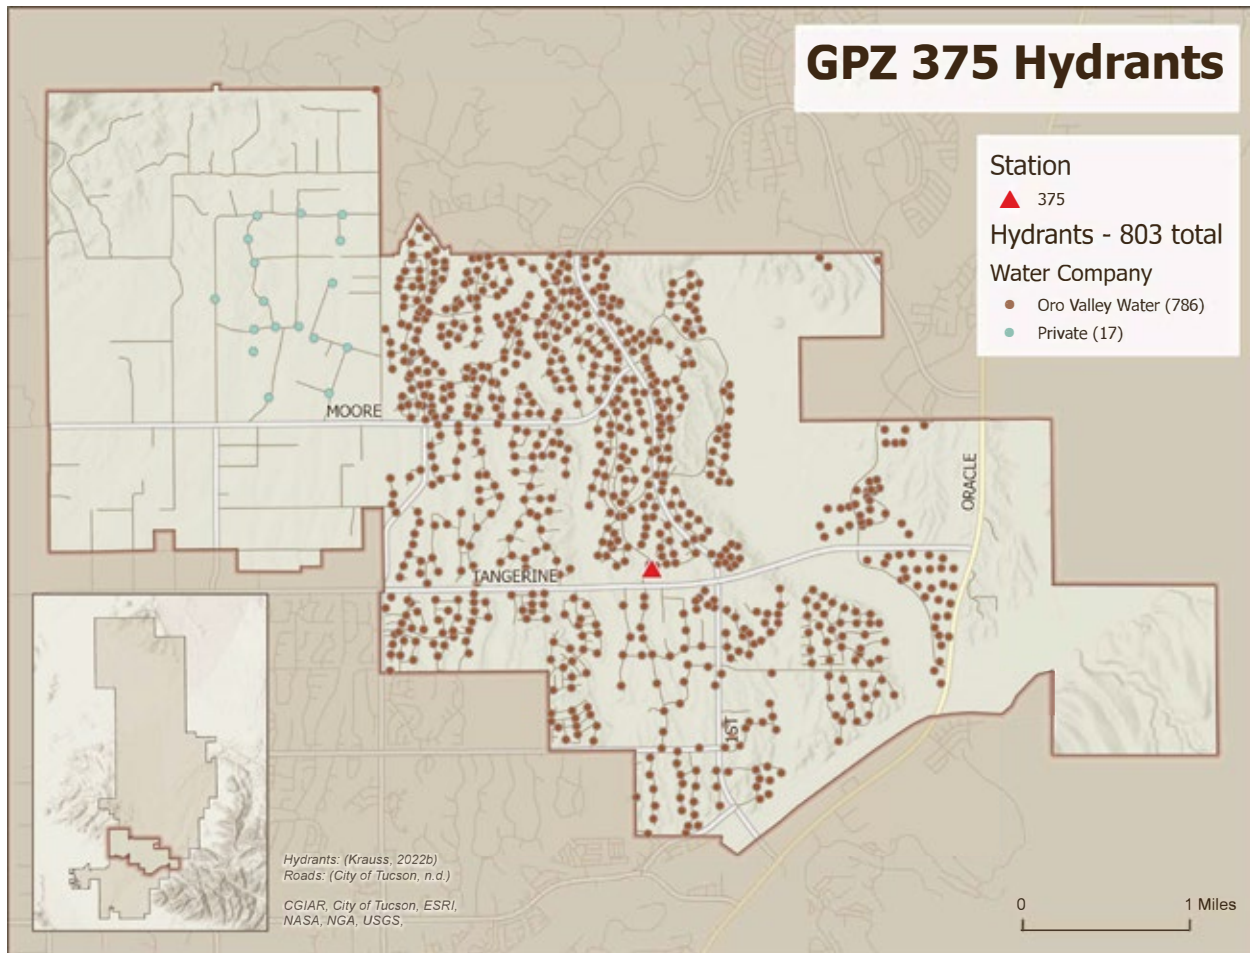 GPZ 375 Hydrants
Station
375
Hydrants - 803 total
Water Company
Oro Valley Water (786)
Private (17)
MOORE
ORACLE
TANGERINE
1ST
Hydrants: (Krauss, 2022b)
Roads: (City of Tucson, n.d.)
CGIAR, City of Tucson, ESRI,
NASA, NGA, USGS,
0 1 Miles